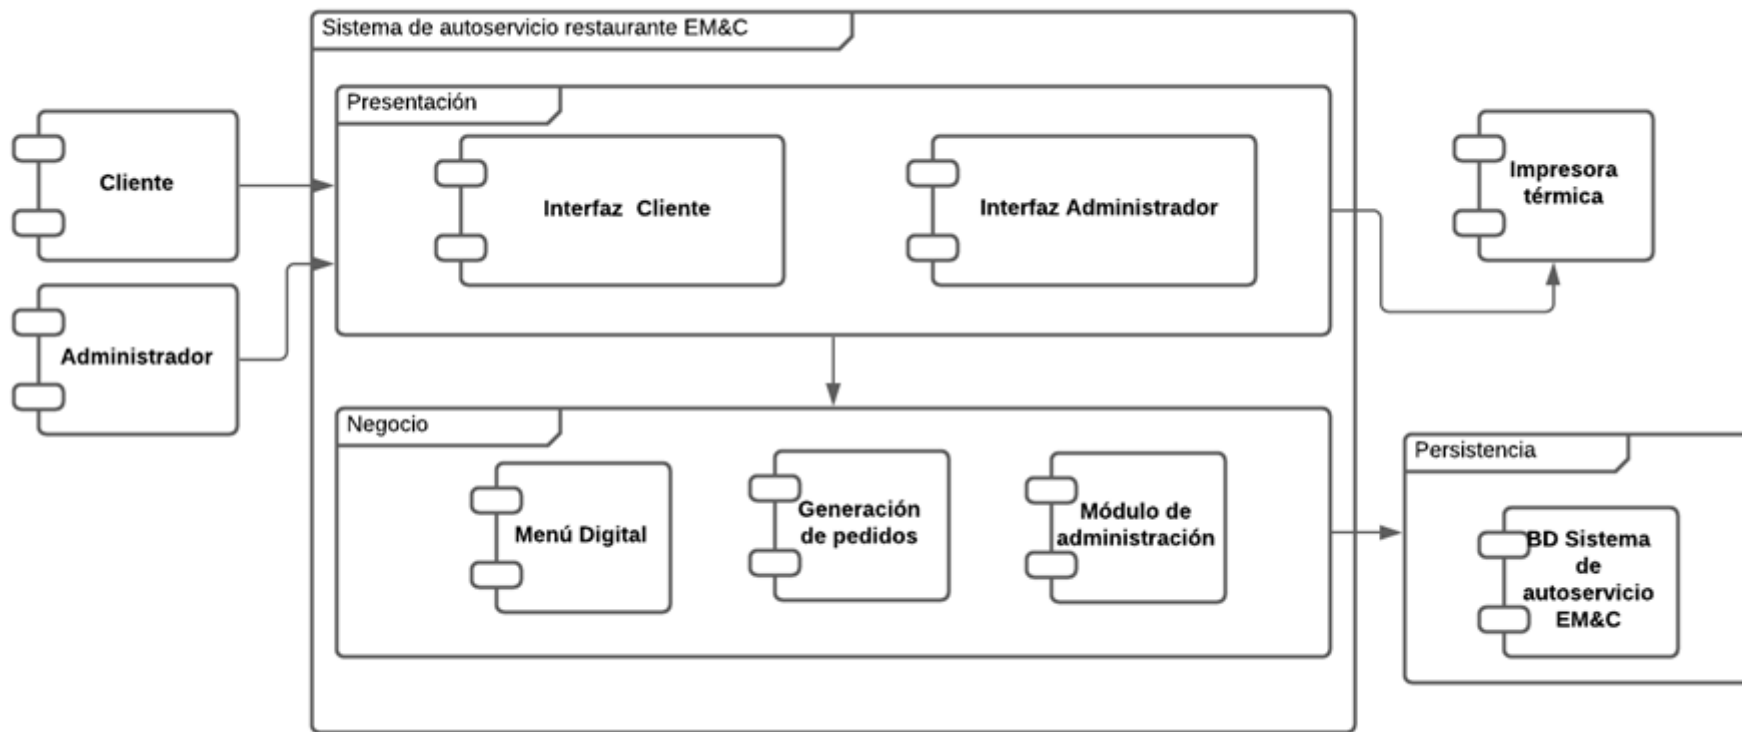 Sistema de autoservicio restaurante EM&C
Presentación
Cliente
Interfaz Cliente
Interfaz Administrador
Impresora
térmica
Administrador
Negocio
Menú Digital
Generación
de pedidos
Módulo de
administración
Persistencia
BD Sistema
de
autoservicio
EM&C